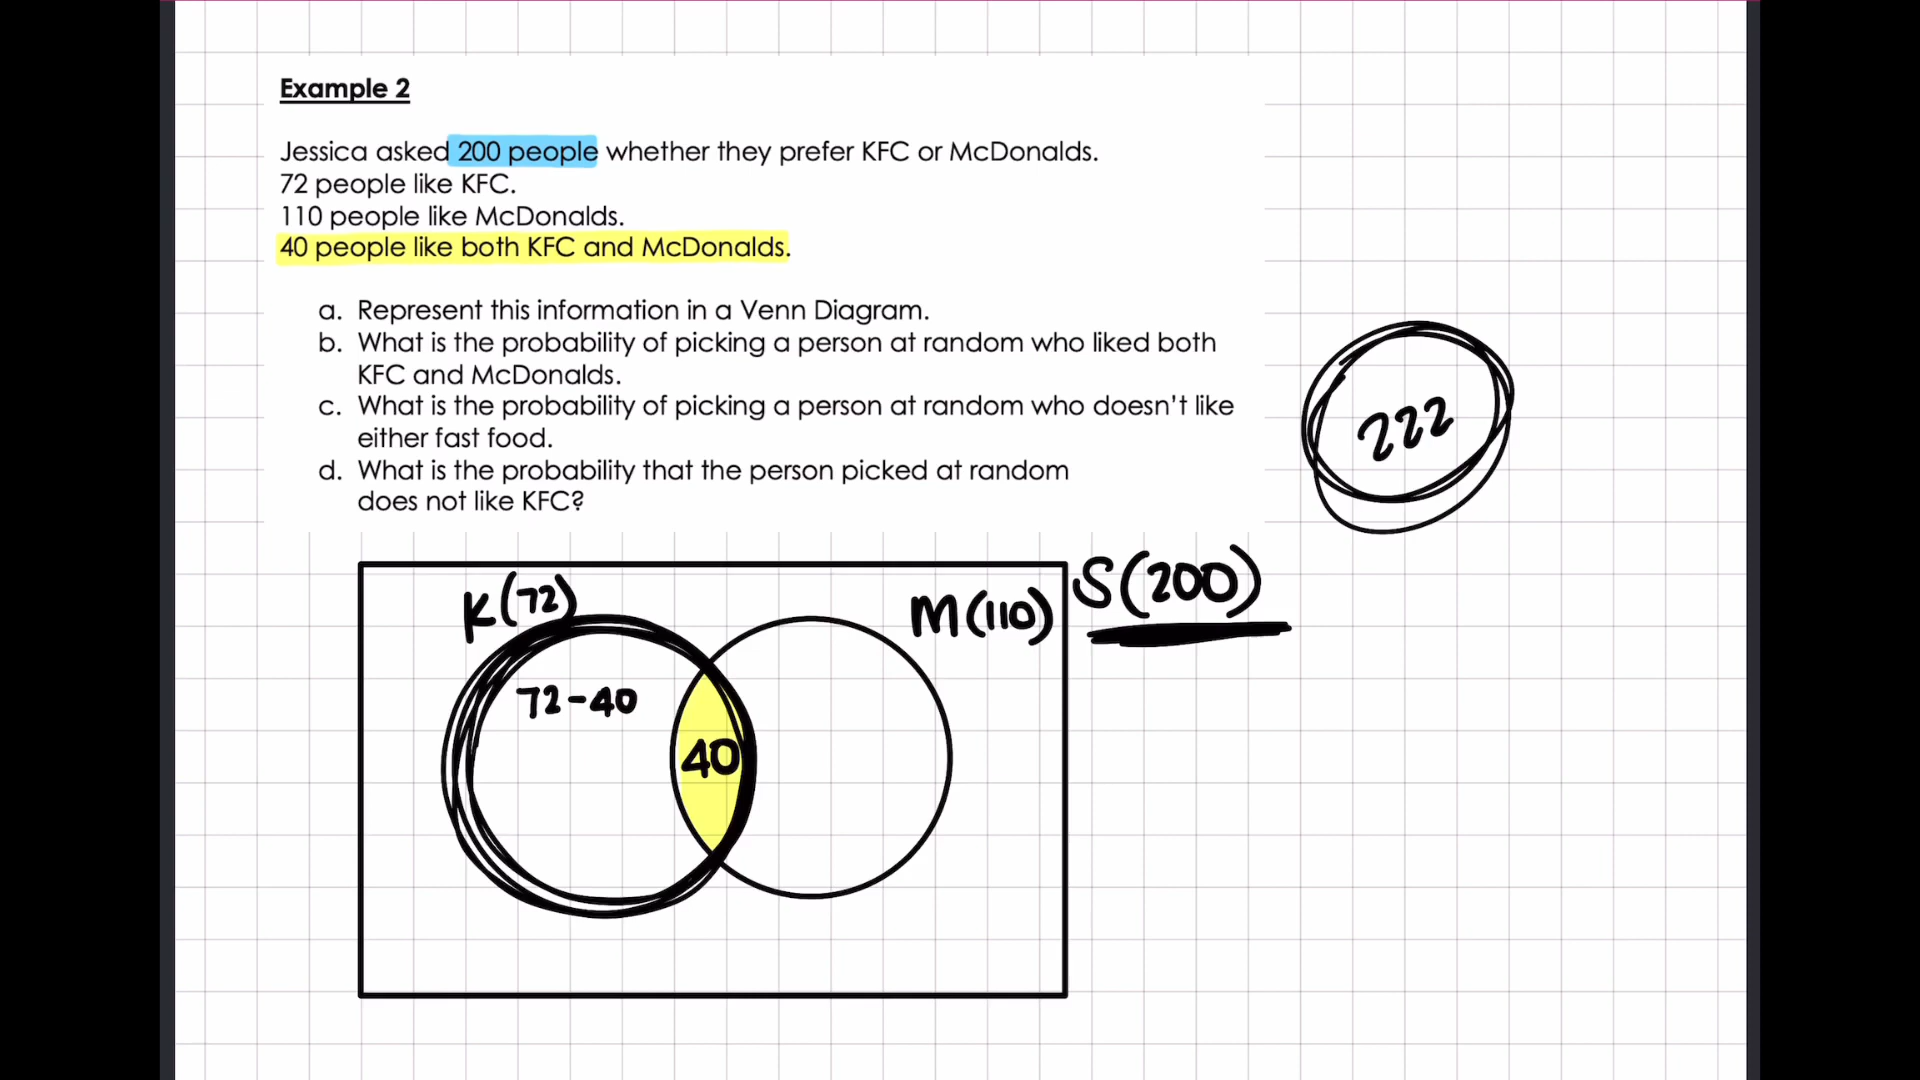 Example 2
Jessica asked 200 people whether they prefer KFC or McDonalds.
72 people like KFC.
110 people like McDonalds.
40 people like both KFC and McDonalds.
a. Represent this information in a Venn Diagram.
b. What is the probability of picking a person at random who liked both
KFC and McDonalds.
c. What is the probability of picking a person at random who doesn't like
either fast food.
d. What is the probability that the person picked at random
does not like KFC?
222
K(72)
M(110)
S(200)
72-40
40